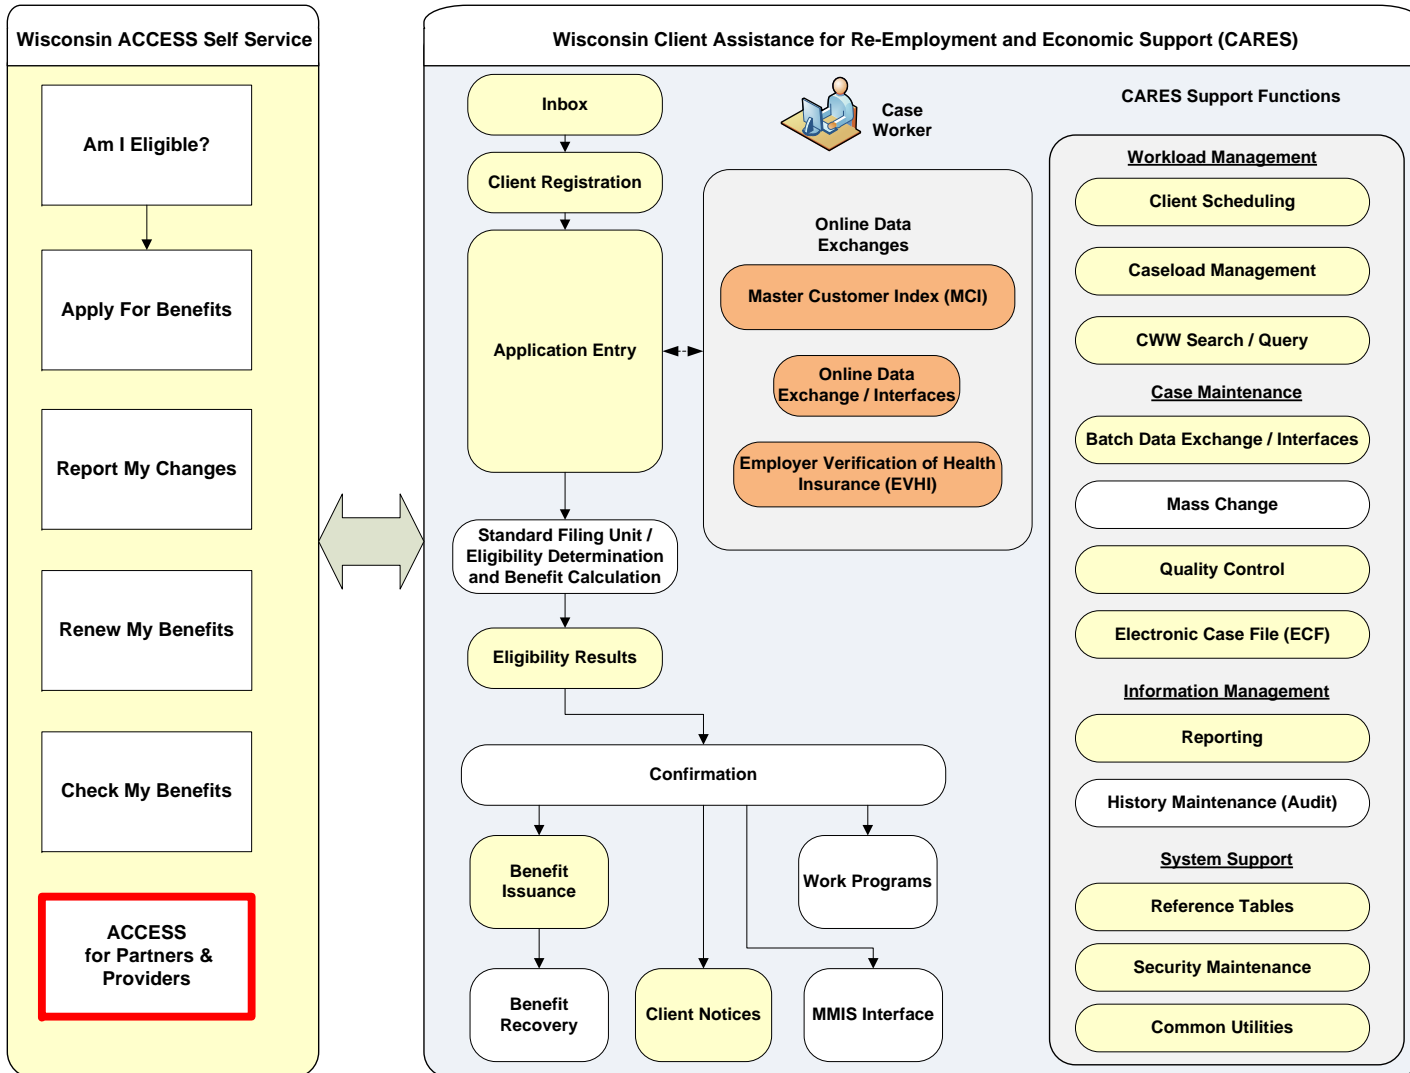 Wisconsin ACCESS Self Service
Am I Eligible?
Apply For Benefits
Report My Changes
Renew My Benefits
Check My Benefits
ACCESS
for Partners &
Providers
Wisconsin Client Assistance for Re-Employment and Economic Support (CARES)
Inbox
Client Registration
Application Entry
Standard Filing Unit /
Eligibility Determination
and Benefit Calculation
Eligibility Results
Confirmation
Benefit
Issuance
Work Programs
Benefit
Recovery
Client Notices
MMIS Interface
Case
Worker
Online Data
Exchanges
Master Customer Index (MCI)
Online Data
Exchange / Interfaces
Employer Verification of Health
Insurance (EVHI)
CARES Support Functions
Workload Management
Client Scheduling
Caseload Management
CWW Search / Query
Case Maintenance
Batch Data Exchange / Interfaces
Mass Change
Quality Control
Electronic Case File (ECF)
Information Management
Reporting
History Maintenance (Audit)
System Support
Reference Tables
Security Maintenance
Common Utilities